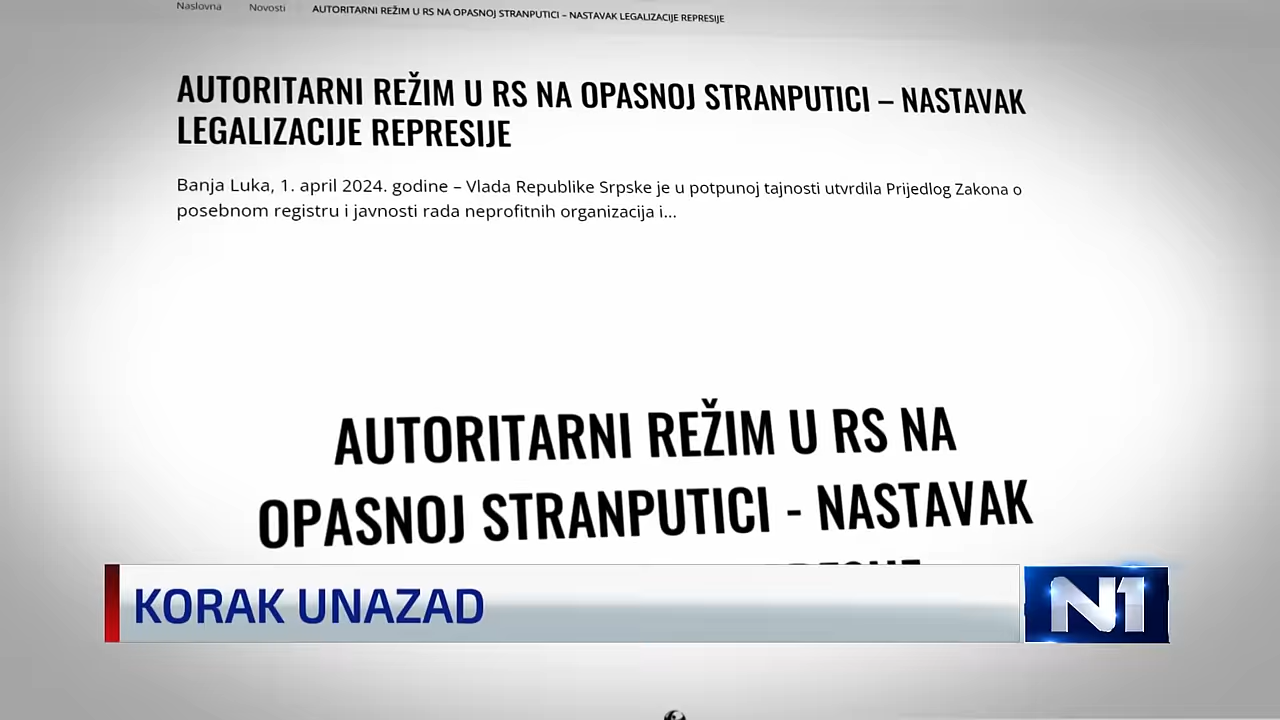 Naslovna Novosti AUTORITARNI REŽIM U RS NA OPASNOJ STRANPUTICI – NASTAVAK LEGALIZACIJE REPRESIJE
AUTORITARNI REŽIM U RS NA OPASNOJ STRANPUTICI – NASTAVAK
LEGALIZACIJE REPRESIJE
Banja Luka, 1. april 2024. godine – Vlada Republike Srpske je u potpunoj tajnosti utvrdila Prijedlog Zakona o
posebnom registru i javnosti rada neprofitnih organizacija i...
AUTORITARNI REŽIM U RS NA
OPASNOJ STRANPUTICI - NASTAVAK
KORAK UNAZAD
N1